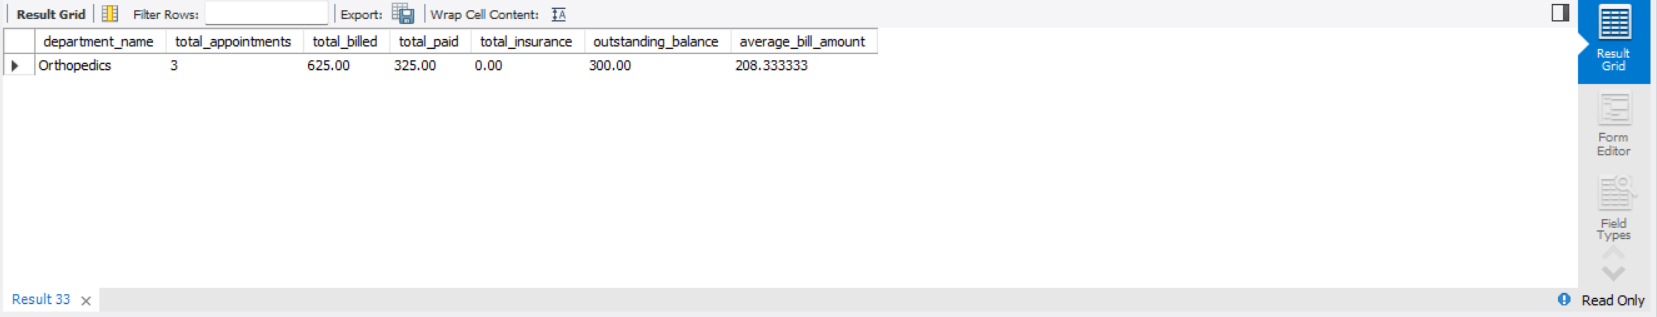 Result Grid Filter Rows: Export: Wrap Cell Content: IA
department_name total_appointments total_billed total_paid total_insurance outstanding_balance average_bill_amount
Orthopedics 3 625.00 325.00 0.00 300.00 208.333333
Result
Grid
Form
Editor
Field
Types
Result 33 × Read Only